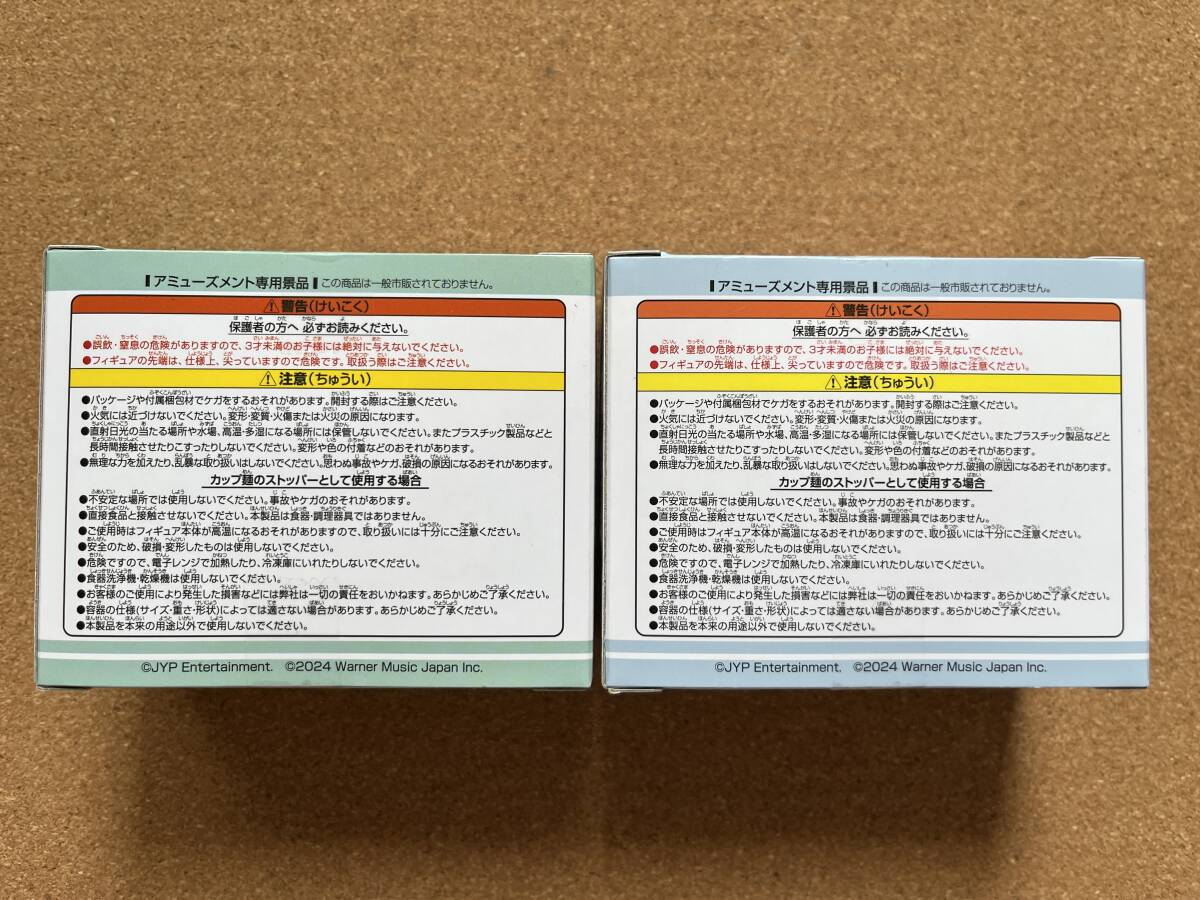 アミューズメント専用景品 この商品は一般市販されておりません。
⚠警告(けいこく)
保護者の方へ 必ずお読みください。
●誤飲・窒息の危険がありますので、3才未満のお子様には絶対に与えないでください。
●フィギュアの先端は、仕様上、尖っていますので危険です。取扱う際はご注意ください。
⚠注意(ちゅうい)
●パッケージや付属梱包材でケガをするおそれがあります。開封する際はご注意ください。
●火気には近づけないでください。変形・変質・火傷または火災の原因になります。
●直射日光の当たる場所や水場、高温・多湿になる場所には保管しないでください。またプラスチック製品などと
長時間接触させたりこすったりしないでください。変形や色の付着などのおそれがあります。
●無理な力を加えたり、乱暴な取り扱いはしないでください。思わぬ事故やケガ、破損の原因になるおそれがあります。
カップ麺のストッパーとして使用する場合
●不安定な場所では使用しないでください。事故やケガのおそれがあります。
●直接食品と接触させないでください。本製品は食器・調理器具ではありません。
●ご使用時はフィギュア本体が高温になるおそれがありますので、取り扱いには十分にご注意ください。
●安全のため、破損・変形したものは使用しないでください。
●危険ですので、電子レンジで加熱したり、冷凍庫にいれたりしないでください。
●食器洗浄機・乾燥機は使用しないでください。
●お客様のご使用により発生した損害などには弊社は一切の責任をおいかねます。あらかじめご了承ください。
●容器の仕様(サイズ・重さ・形状)によっては適さない場合があります。あらかじめご了承ください。
●本製品を本来の用途以外で使用しないでください。
©JYP Entertainment. ©2024 Warner Music Japan Inc.
アミューズメント専用景品 この商品は一般市販されておりません。
⚠警告(けいこく)
保護者の方へ 必ずお読みください。
●誤飲・窒息の危険がありますので、3才未満のお子様には絶対に与えないでください。
●フィギュアの先端は、仕様上、尖っていますので危険です。取扱う際はご注意ください。
⚠注意(ちゅうい)
●パッケージや付属梱包材でケガをするおそれがあります。開封する際はご注意ください。
●火気には近づけないでください。変形・変質・火傷または火災の原因になります。
●直射日光の当たる場所や水場、高温・多湿になる場所には保管しないでください。またプラスチック製品などと
長時間接触させたりこすったりしないでください。変形や色の付着などのおそれがあります。
●無理な力を加えたり、乱暴な取り扱いはしないでください。思わぬ事故やケガ、破損の原因になるおそれがあります。
カップ麺のストッパーとして使用する場合
●不安定な場所では使用しないでください。事故やケガのおそれがあります。
●直接食品と接触させないでください。本製品は食器・調理器具ではありません。
●ご使用時はフィギュア本体が高温になるおそれがありますので、取り扱いには十分にご注意ください。
●安全のため、破損・変形したものは使用しないでください。
●危険ですので、電子レンジで加熱したり、冷凍庫にいれたりしないでください。
●食器洗浄機・乾燥機は使用しないでください。
●お客様のご使用により発生した損害などには弊社は一切の責任をおいかねます。あらかじめご了承ください。
●容器の仕様(サイズ・重さ・形状)によっては適さない場合があります。あらかじめご了承ください。
●本製品を本来の用途以外で使用しないでください。
©JYP Entertainment. ©2024 Warner Music Japan Inc.